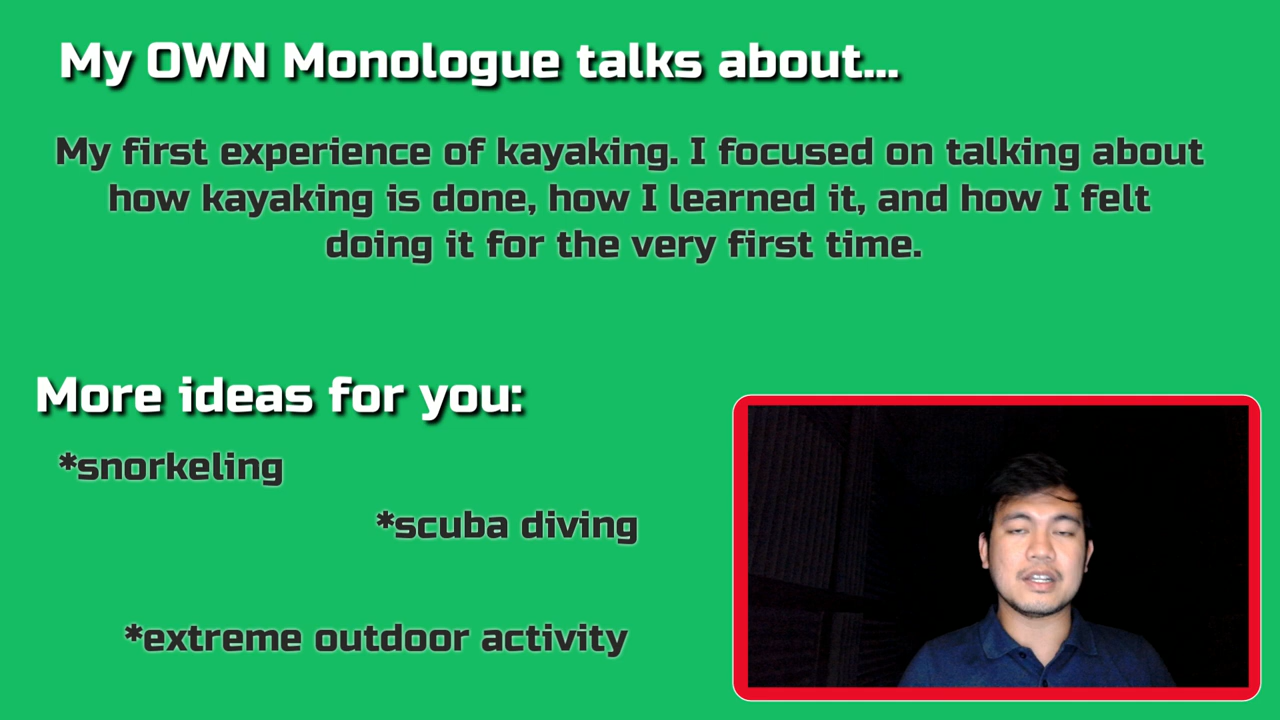 My OWN Monologue talks about...
My first experience of kayaking. I focused on talking about
how kayaking is done, how I learned it, and how I felt
doing it for the very first time.
More ideas for you:
*snorkeling
*scuba diving
*extreme outdoor activity